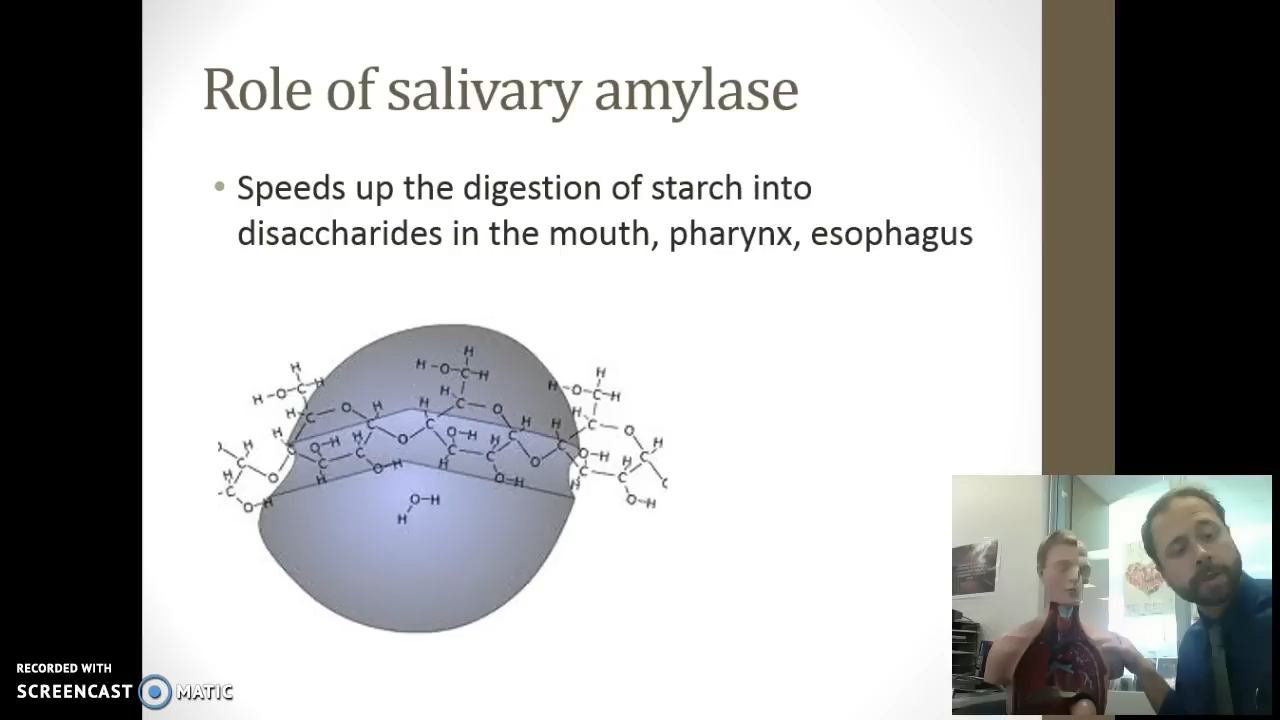 Role of salivary amylase
• Speeds up the digestion of starch into
disaccharides in the mouth, pharynx, esophagus
RECORDED WITH
SCREENCAST MATIC